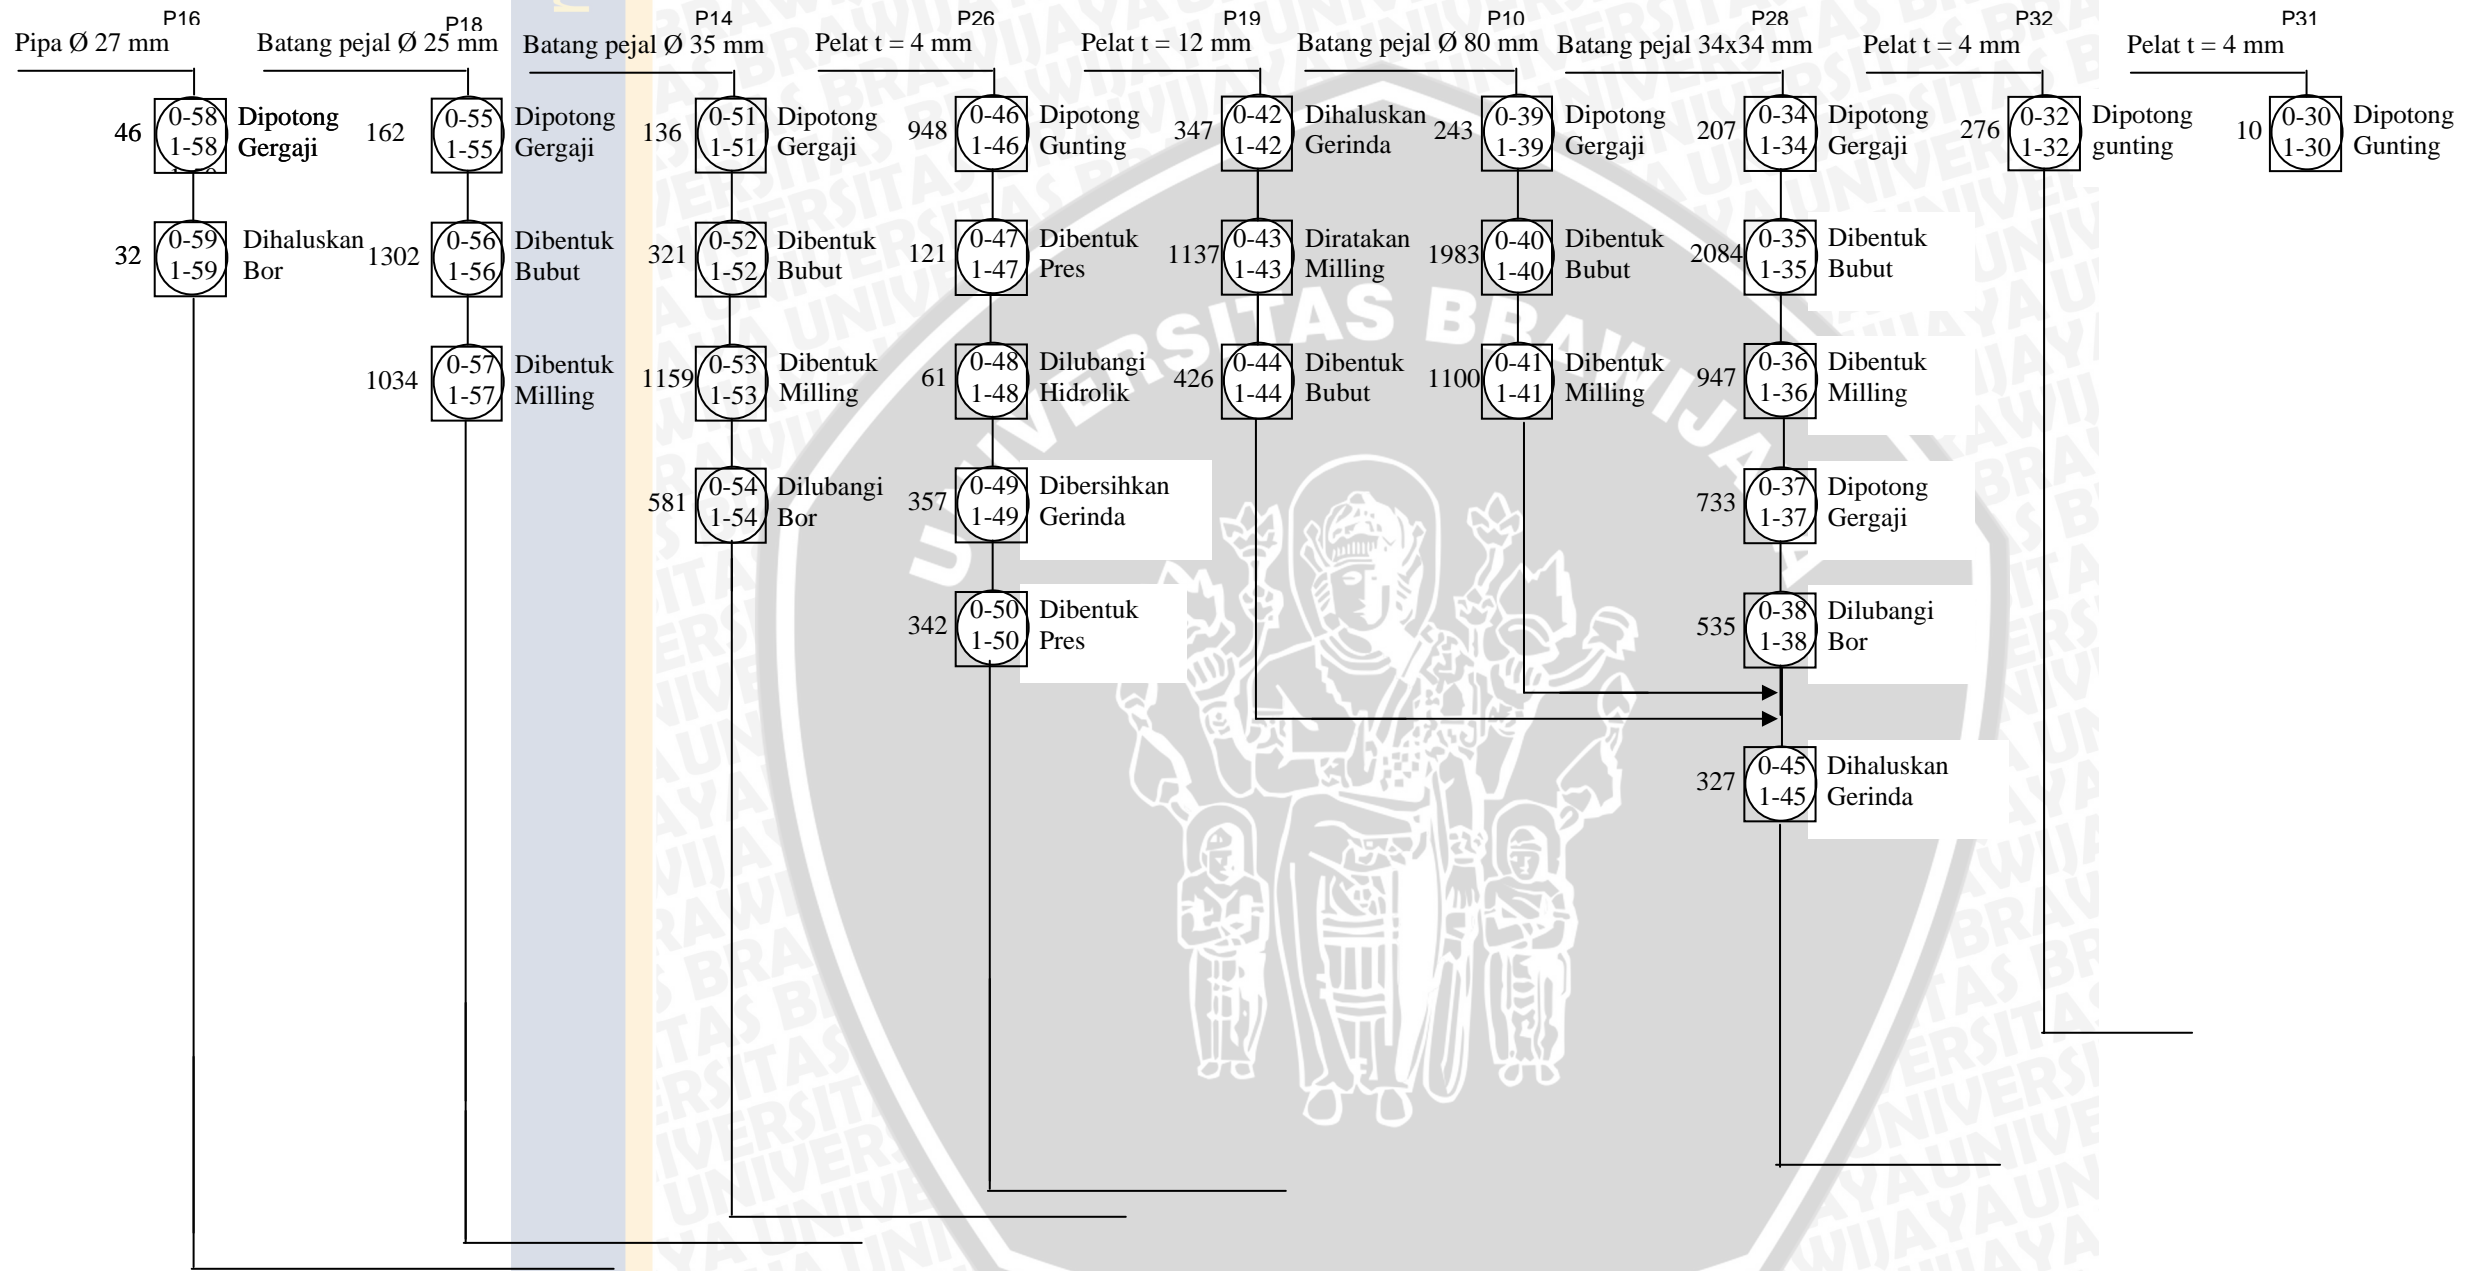 P16
Pipa Ø 27 mm
46
0-58
1-58
Dipotong
Gergaji
32
0-59
1-59
Dihaluskan
Bor
P18
Batang pejal Ø 25 mm
162
0-55
1-55
Dipotong
Gergaji
1302
0-56
1-56
Dibentuk
Bubut
1034
0-57
1-57
Dibentuk
Milling
P14
Batang pejal Ø 35 mm
136
0-51
1-51
Dipotong
Gergaji
321
0-52
1-52
Dibentuk
Bubut
1159
0-53
1-53
Dibentuk
Milling
581
0-54
1-54
Dilubangi
Bor
P26
Pelat t = 4 mm
948
0-46
1-46
Dipotong
Gunting
121
0-47
1-47
Dibentuk
Pres
61
0-48
1-48
Dilubangi
Hidrolik
357
0-49
1-49
Dibersihkan
Gerinda
342
0-50
1-50
Dibentuk
Pres
P19
Pelat t = 12 mm
347
0-42
1-42
Dihaluskan
Gerinda
1137
0-43
1-43
Diratakan
Milling
426
0-44
1-44
Dibentuk
Bubut
P10
Batang pejal Ø 80 mm
243
0-39
1-39
Dipotong
Gergaji
1983
0-40
1-40
Dibentuk
Bubut
1100
0-41
1-41
Dibentuk
Milling
P28
Batang pejal 34x34 mm
207
0-34
1-34
Dipotong
Gergaji
2084
0-35
1-35
Dibentuk
Bubut
947
0-36
1-36
Dibentuk
Milling
733
0-37
1-37
Dipotong
Gergaji
535
0-38
1-38
Dilubangi
Bor
327
0-45
1-45
Dihaluskan
Gerinda
P32
Pelat t = 4 mm
276
0-32
1-32
Dipotong
gunting
P31
Pelat t = 4 mm
10
0-30
1-30
Dipotong
Gunting
UNIVERSITAS BRAWIJAYA